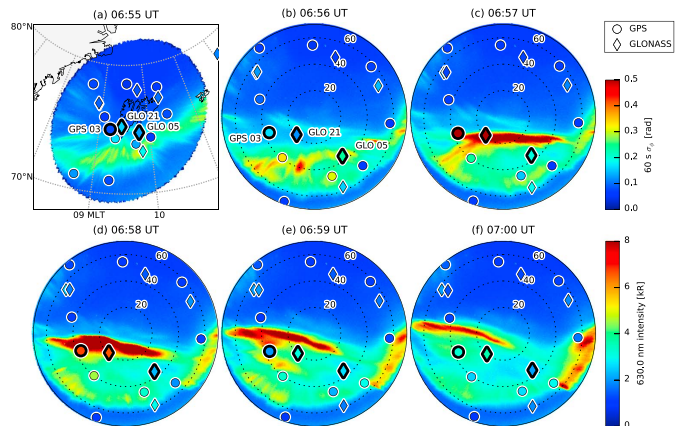 (a) 06:55 UT
(b) 06:56 UT
(c) 06:57 UT
80°N
70°N
GPS 03
GLO 21
GLO 05
09 MLT
10
60
40
20
GPS 03
GLO 21
GLO 05
60
40
20
GPS
GLONASS
0.5
0.4
0.3
0.2
0.1
0.0
60 s σϕ [rad]
(d) 06:58 UT
(e) 06:59 UT
(f) 07:00 UT
60
40
20
60
40
20
60
40
20
8
6
4
2
0
630.0 nm intensity [kR]